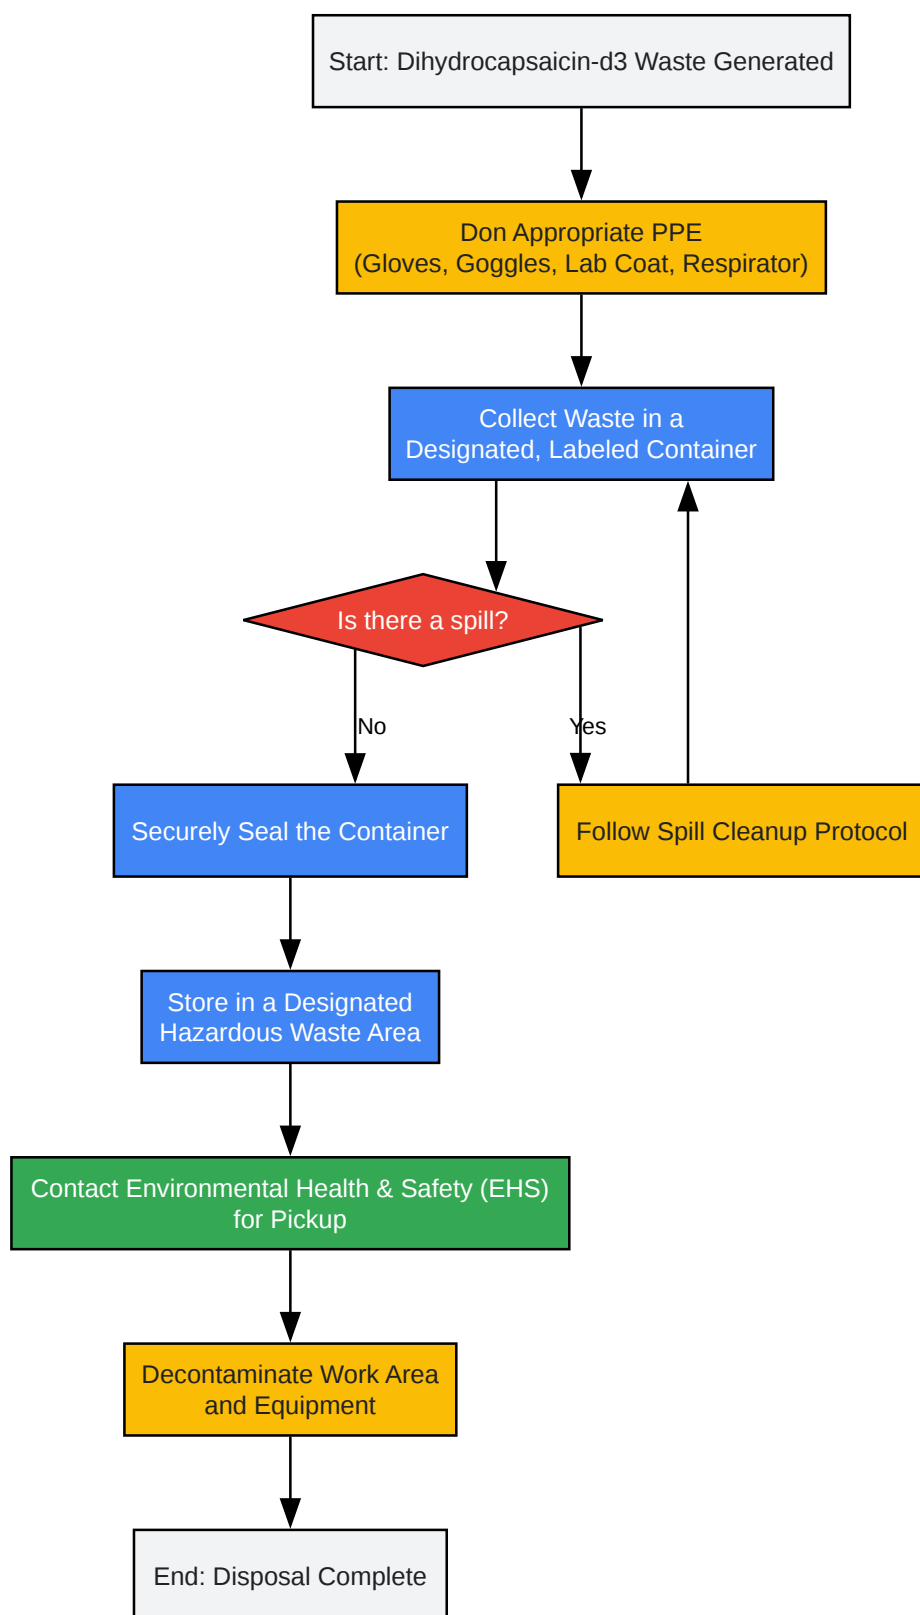 Start: Dihydrocapsaicin-d3 Waste Generated
Don Appropriate PPE
(Gloves, Goggles, Lab Coat, Respirator)
Collect Waste in a
Designated, Labeled Container
Is there a spill?
No
Yes
Securely Seal the Container
Follow Spill Cleanup Protocol
Store in a Designated
Hazardous Waste Area
Contact Environmental Health & Safety (EHS)
for Pickup
Decontaminate Work Area
and Equipment
End: Disposal Complete